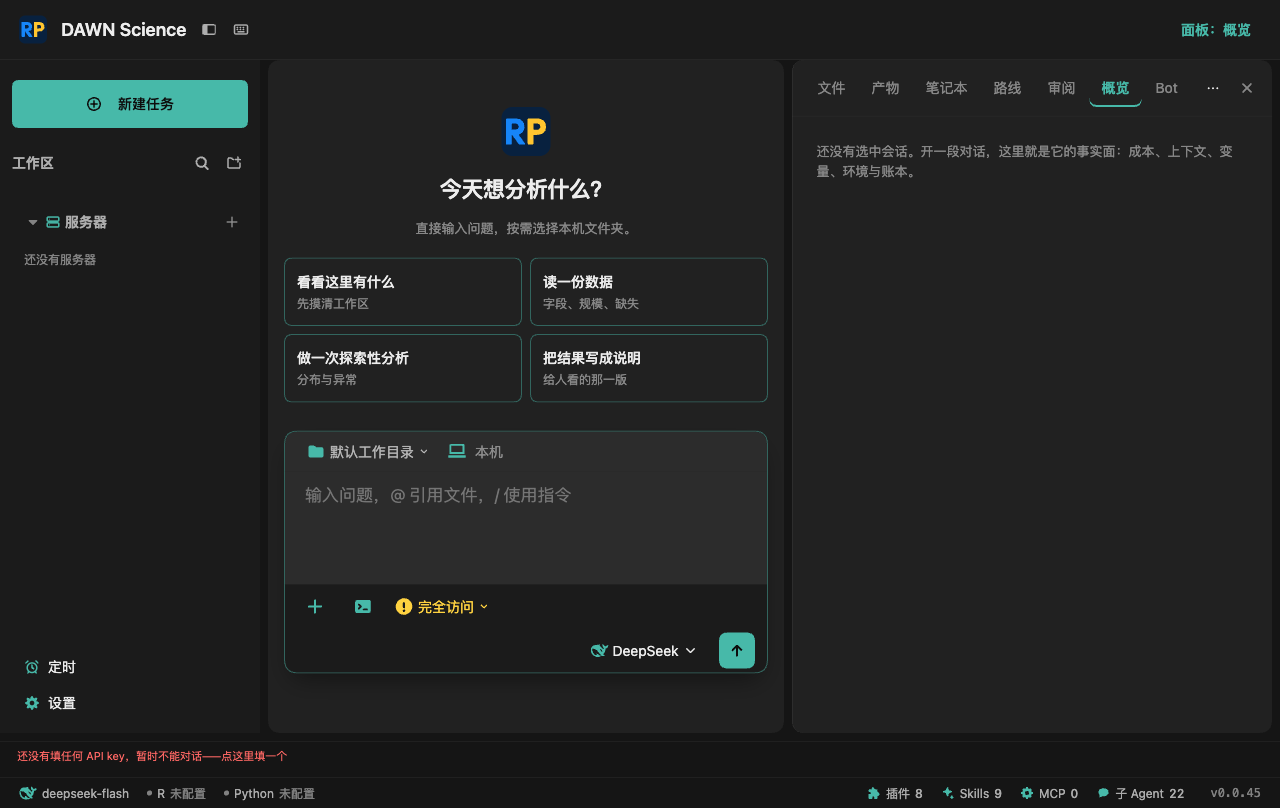 RP DAWN Science
面板：概览
新建任务
工作区
服务器
还没有服务器
定时
设置
RP
今天想分析什么？
直接输入问题，按需选择本机文件夹。
看看这里有什么
先摸清工作区
读一份数据
字段、规模、缺失
做一次探索性分析
分布与异常
把结果写成说明
给人看的那一版
默认工作目录 本机
输入问题，@ 引用文件，/ 使用指令
完全访问
DeepSeek
文件 产物 笔记本 路线 审阅 概览 Bot ···
还没有选中会话。开一段对话，这里就是它的事实面：成本、上下文、变
量、环境与账本。
还没有填任何 API key，暂时不能对话——点这里填一个
deepseek-flash R 未配置 Python 未配置
插件 8 Skills 9 MCP 0 子 Agent 22 v0.0.45